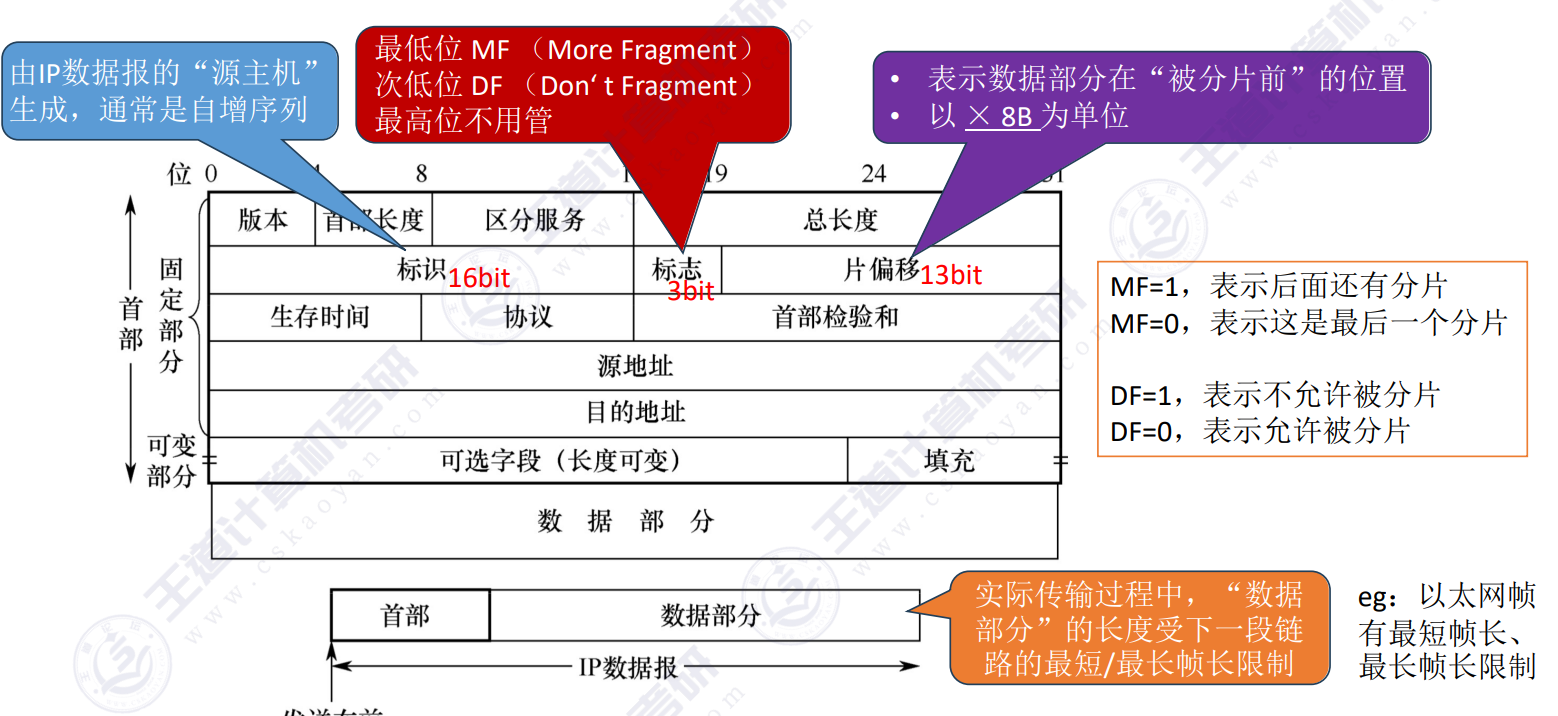 由IP数据报的“源主机”
生成，通常是自增序列
最低位 MF （More Fragment）
次低位 DF （Don‘ t Fragment）
最高位不用管
• 表示数据部分在“被分片前”的位置
• 以 × 8B 为单位
位 0 8 19 24
版本 首部长度 区分服务 总长度
标识 16bit 标志 3bit 片偏移 13bit
生存时间 协议 首部检验和
源地址
目的地址
可选字段（长度可变） 填充
数 据 部 分
首部
固定部分
可变部分
MF=1，表示后面还有分片
MF=0，表示这是最后一个分片
DF=1，表示不允许被分片
DF=0，表示允许被分片
首部 数据部分
IP数据报
实际传输过程中，“数据
部分”的长度受下一段链
路的最短/最长帧长限制
eg：以太网帧
有最短帧长、
最长帧长限制
王道计算机考研
www.cskaoyan.com